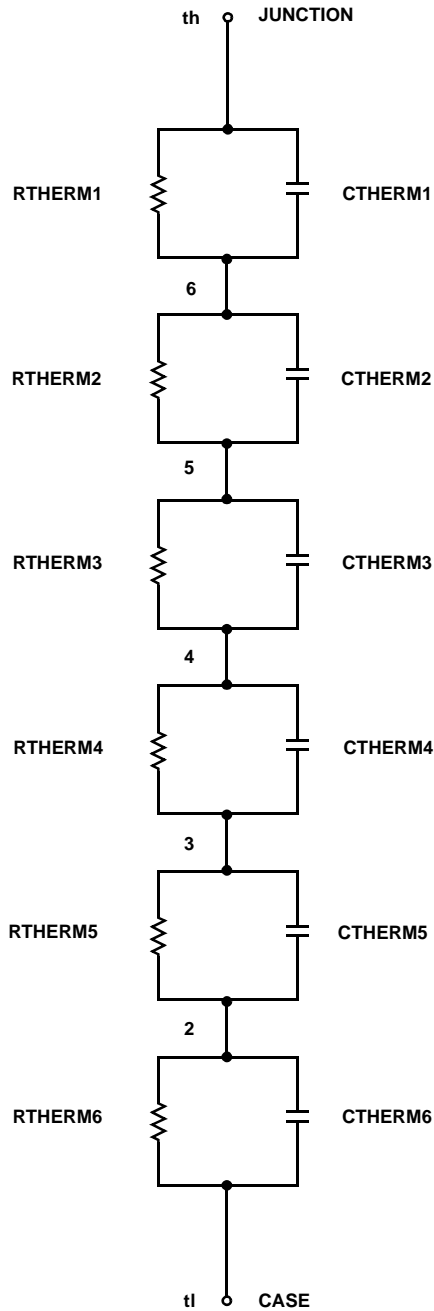 th JUNCTION
RTHERM1 CTHERM1
6
RTHERM2 CTHERM2
5
RTHERM3 CTHERM3
4
RTHERM4 CTHERM4
3
RTHERM5 CTHERM5
2
RTHERM6 CTHERM6
tl CASE